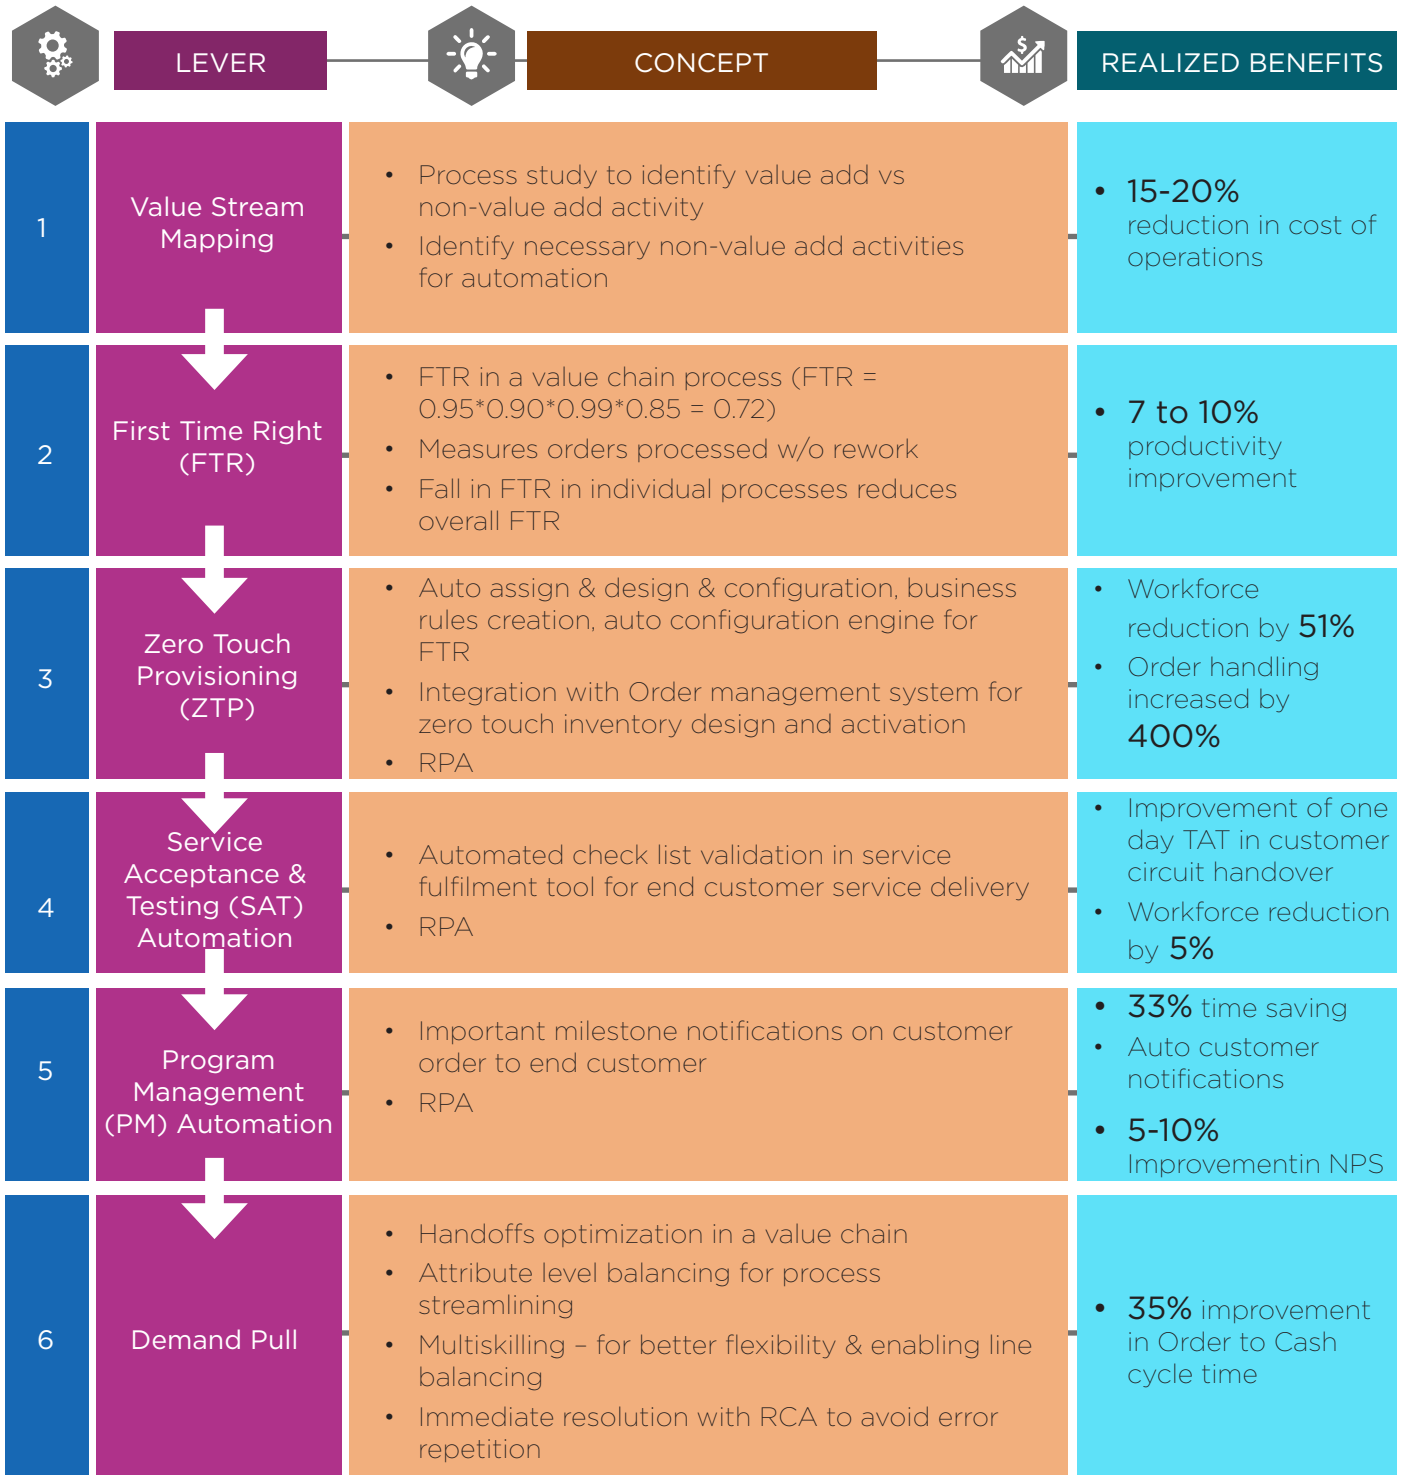 LEVER
CONCEPT
REALIZED BENEFITS
1
Value Stream
Mapping
• Process study to identify value add vs
non-value add activity
• Identify necessary non-value add activities
for automation
• 15-20%
reduction in cost of
operations
2
First Time Right
(FTR)
• FTR in a value chain process (FTR =
0.95*0.90*0.99*0.85 = 0.72)
• Measures orders processed w/o rework
• Fall in FTR in individual processes reduces
overall FTR
• 7 to 10%
productivity
improvement
3
Zero Touch
Provisioning
(ZTP)
• Auto assign & design & configuration, business
rules creation, auto configuration engine for
FTR
• Integration with Order management system for
zero touch inventory design and activation
• RPA
• Workforce
reduction by 51%
• Order handling
increased by
400%
4
Service
Acceptance &
Testing (SAT)
Automation
• Automated check list validation in service
fulfilment tool for end customer service delivery
• RPA
• Improvement of one
day TAT in customer
circuit handover
• Workforce reduction
by 5%
5
Program
Management
(PM) Automation
• Important milestone notifications on customer
order to end customer
• RPA
• 33% time saving
• Auto customer
notifications
• 5-10%
Improvementin NPS
6
Demand Pull
• Handoffs optimization in a value chain
• Attribute level balancing for process
streamlining
• Multiskilling – for better flexibility & enabling line
balancing
• Immediate resolution with RCA to avoid error
repetition
• 35% improvement
in Order to Cash
cycle time